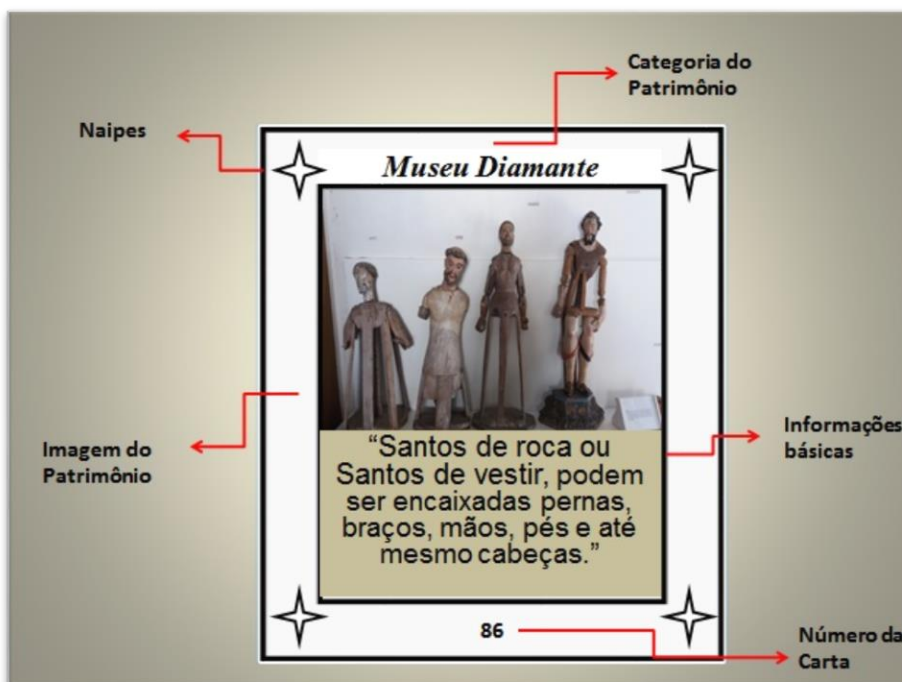 Categoria do
Patrimônio
Naipes
Museu Diamante
Imagem do
Patrimônio
Informações
básicas
“Santos de roca ou
Santos de vestir, podem
ser encaixadas pernas,
braços, mãos, pés e até
mesmo cabeças.”
86
Número da
Carta